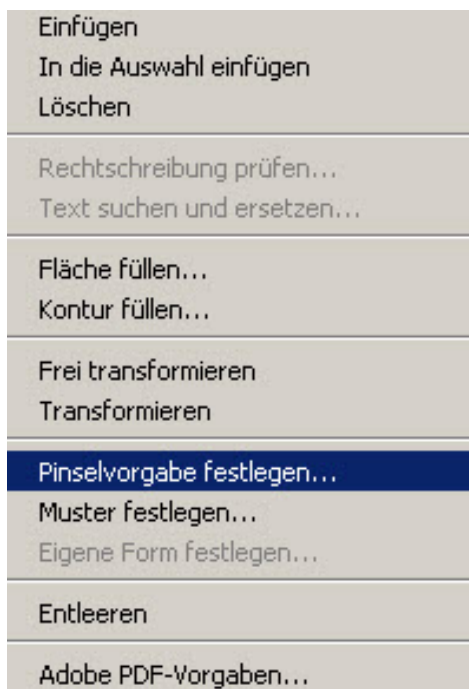 Einfügen
In die Auswahl einfügen
Löschen
Rechtschreibung prüfen...
Text suchen und ersetzen...
Fläche füllen...
Kontur füllen...
Frei transformieren
Transformieren
Pinselvorgabe festlegen...
Muster festlegen...
Eigene Form festlegen...
Entleeren
Adobe PDF-Vorgaben...